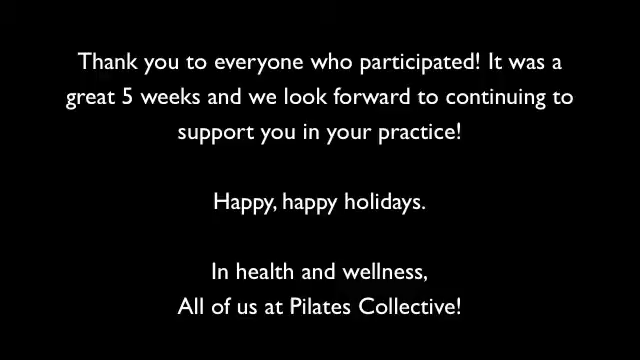 Thank you to everyone who participated! It was a
great 5 weeks and we look forward to continuing to
support you in your practice!
Happy, happy holidays.
In health and wellness,
All of us at Pilates Collective!